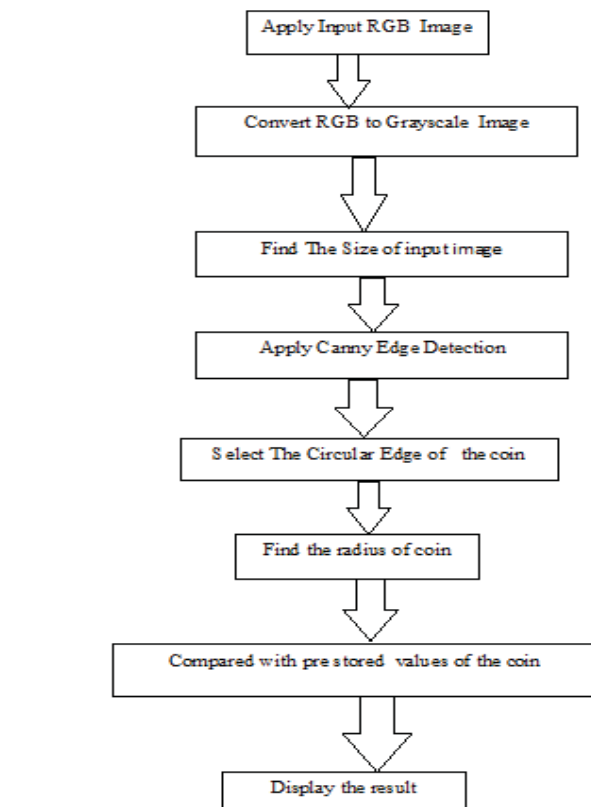 Apply Input RGB Image
Convert RGB to Grayscale Image
Find The Size of input image
Apply Canny Edge Detection
Select The Circular Edge of the coin
Find the radius of coin
Compared with pre stored values of the coin
Display the result